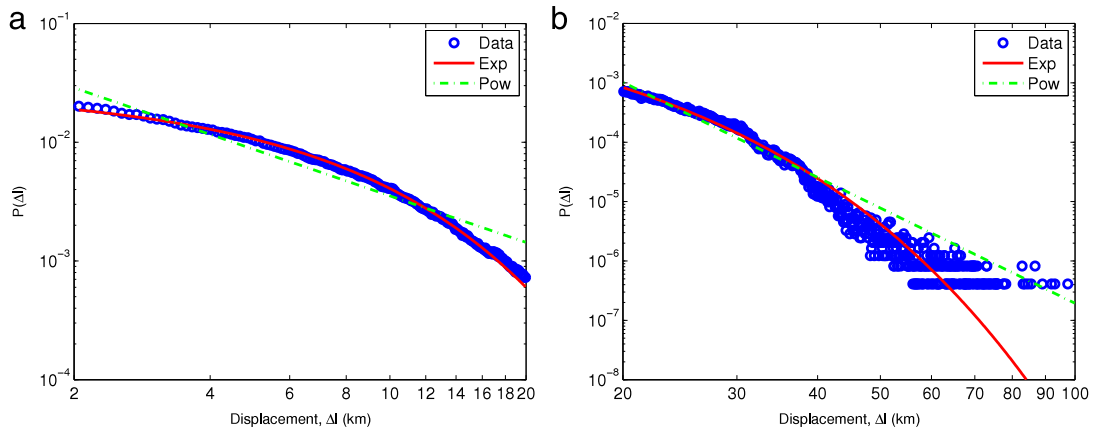 a
10^-1
10^-2
10^-3
10^-4
P(Δl)
2 4 6 8 10 12 14 16 18 20
Displacement, Δl (km)
Data
Exp
Pow
b
10^-2
10^-3
10^-4
10^-5
10^-6
10^-7
10^-8
P(Δl)
20 30 40 50 60 70 80 90 100
Displacement, Δl (km)
Data
Exp
Pow